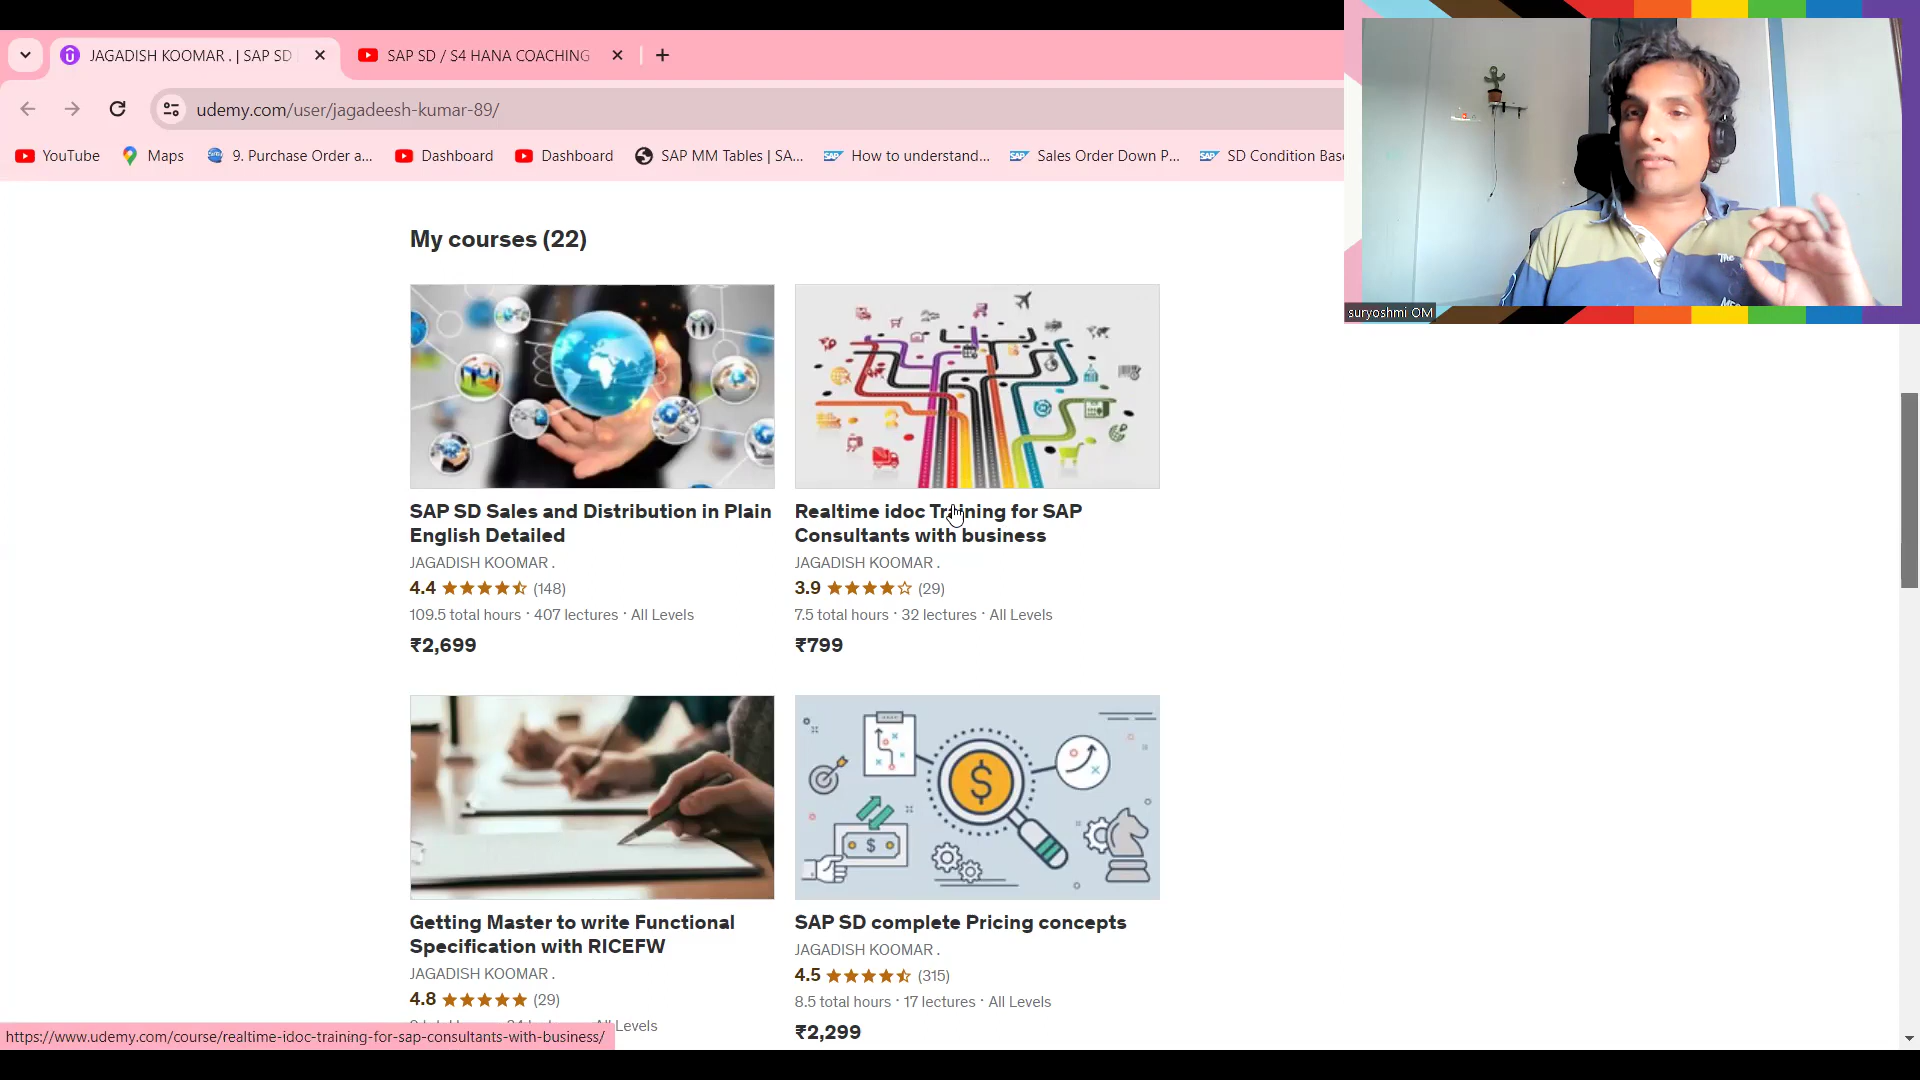 JAGADISH KOOMAR . | SAP SD
SAP SD / S4 HANA COACHING
udemy.com/user/jagadeesh-kumar-89/
YouTube
Maps
9. Purchase Order a...
Dashboard
Dashboard
SAP MM Tables | SA...
How to understand...
Sales Order Down P...
SD Condition Bas
suryoshmi OM
My courses (22)
SAP SD Sales and Distribution in Plain
English Detailed
JAGADISH KOOMAR .
4.4 (148)
109.5 total hours · 407 lectures · All Levels
₹2,699
Realtime idoc Training for SAP
Consultants with business
JAGADISH KOOMAR .
3.9 (29)
7.5 total hours · 32 lectures · All Levels
₹799
Getting Master to write Functional
Specification with RICEFW
JAGADISH KOOMAR .
4.8 (29)
Levels
SAP SD complete Pricing concepts
JAGADISH KOOMAR .
4.5 (315)
8.5 total hours · 17 lectures · All Levels
₹2,299
https://www.udemy.com/course/realtime-idoc-training-for-sap-consultants-with-business/